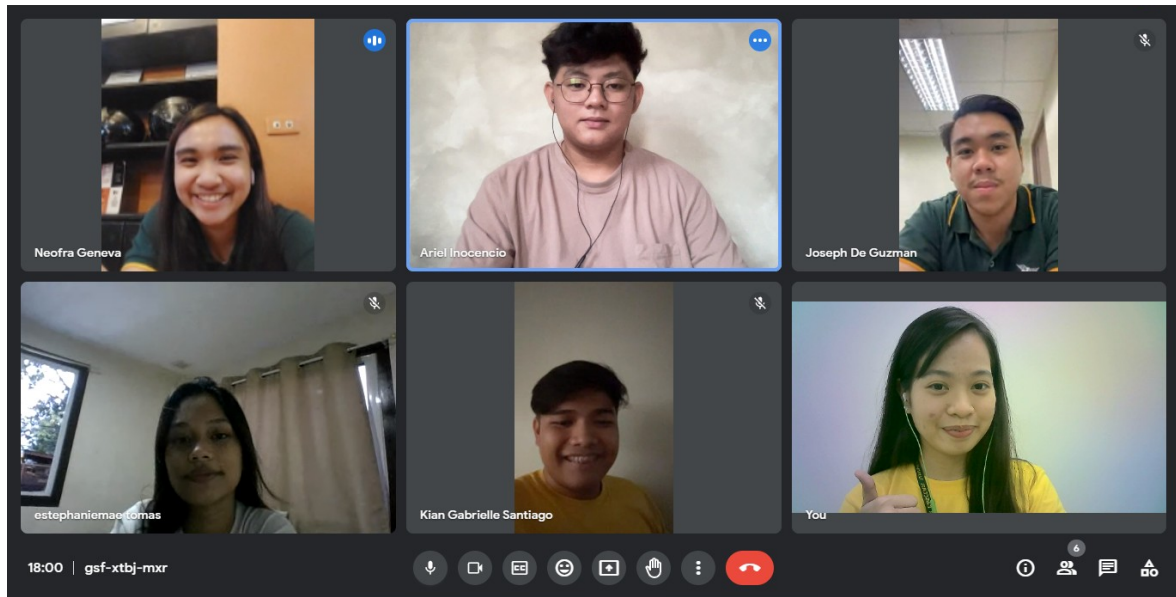 Neofra Geneva
Ariel Inocencio
Joseph De Guzman
estephaniemae tomas
Kian Gabrielle Santiago
You
18:00 | gsf-xtbj-mxr
CC
6